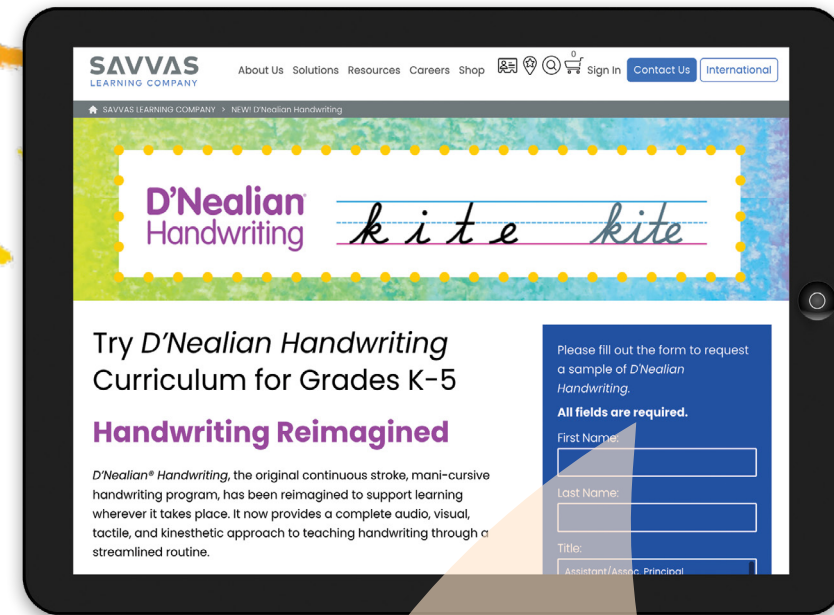 SAVVAS
LEARNING COMPANY
About Us Solutions Resources Careers Shop 0 Sign In Contact Us International
SAVVAS LEARNING COMPANY > NEW! D'Nealian Handwriting
D'Nealian
Handwriting
k i t e kite
Try D'Nealian Handwriting
Curriculum for Grades K-5
Handwriting Reimagined
D'Nealian® Handwriting, the original continuous stroke, mani-cursive
handwriting program, has been reimagined to support learning
wherever it takes place. It now provides a complete audio, visual,
tactile, and kinesthetic approach to teaching handwriting through a
streamlined routine.
Please fill out the form to request
a sample of D'Nealian
Handwriting.
All fields are required.
First Name:
Last Name:
Title:
Assistant/Assoc. Principal